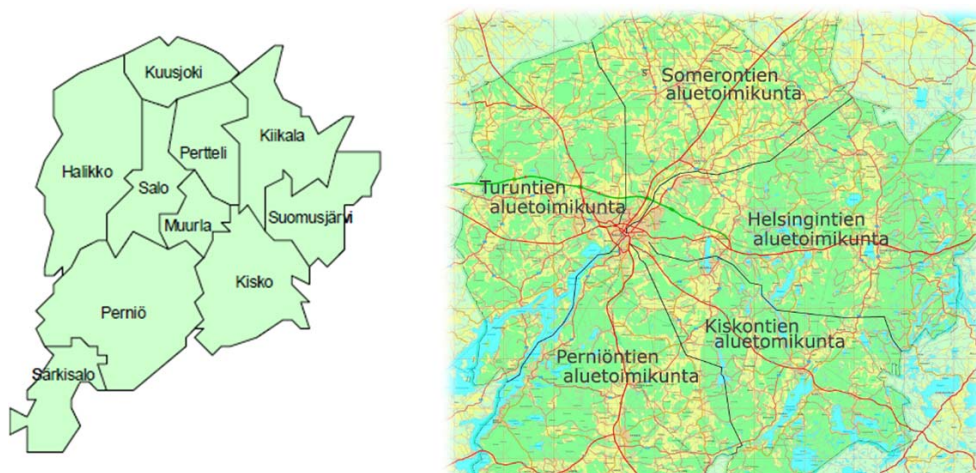 Kuusjoki
Kiikala
Pertteli
Halikko
Salo
Suomusjärvi
Muurla
Kisko
Perniö
Särkisalo
Somerontien
aluetoimikunta
Turuntien
aluetoimikunta
Helsingintien
aluetoimikunta
Kiskontien
aluetomikunta
Perniöntien
aluetoimikunta